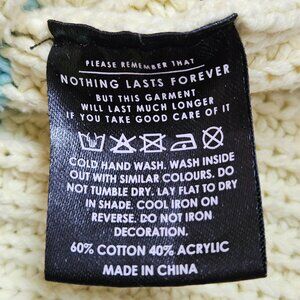 PLEASE REMEMBER THAT
NOTHING LASTS FOREVER
BUT THIS GARMENT
WILL LAST MUCH LONGER
IF YOU TAKE GOOD CARE OF IT
COLD HAND WASH. WASH INSIDE
OUT WITH SIMILAR COLOURS. DO
NOT TUMBLE DRY. LAY FLAT TO DRY
IN SHADE. COOL IRON ON
REVERSE. DO NOT IRON
DECORATION.
60% COTTON 40% ACRYLIC
MADE IN CHINA